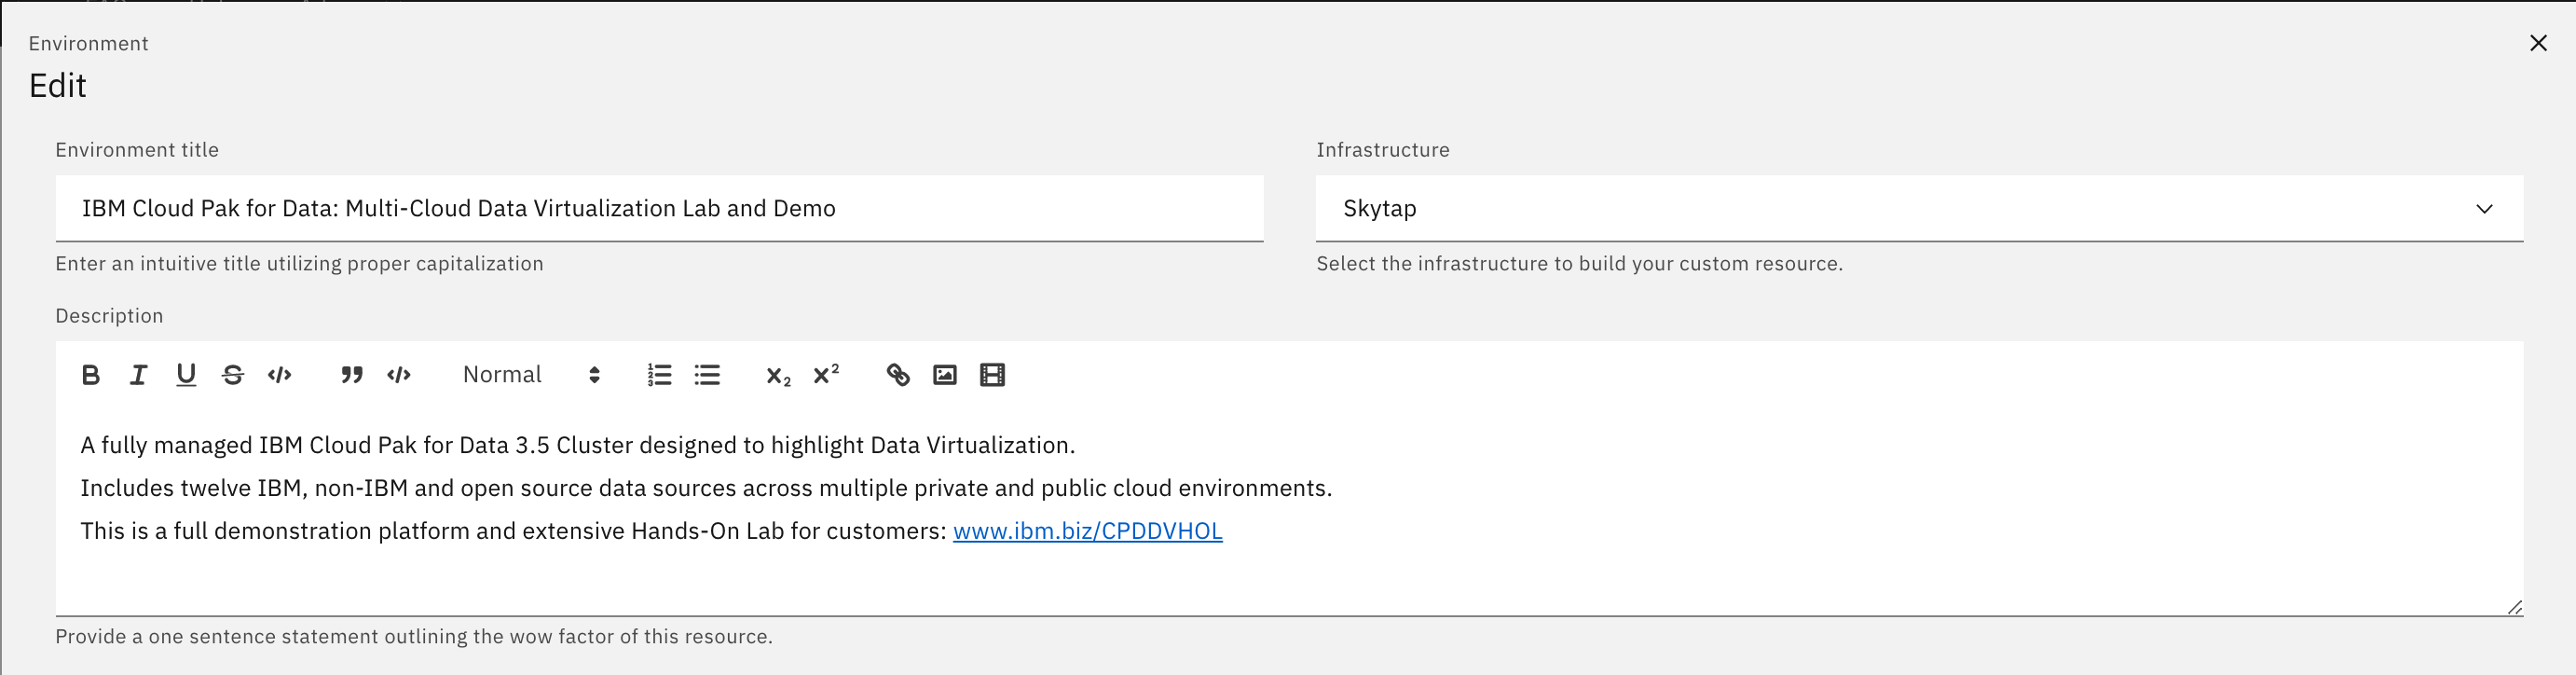 Environment
Edit
Environment title
Infrastructure
IBM Cloud Pak for Data: Multi-Cloud Data Virtualization Lab and Demo
Skytap
Enter an intuitive title utilizing proper capitalization
Select the infrastructure to build your custom resource.
Description
Normal
A fully managed IBM Cloud Pak for Data 3.5 Cluster designed to highlight Data Virtualization.
Includes twelve IBM, non-IBM and open source data sources across multiple private and public cloud environments.
This is a full demonstration platform and extensive Hands-On Lab for customers: www.ibm.biz/CPDDVHOL
Provide a one sentence statement outlining the wow factor of this resource.